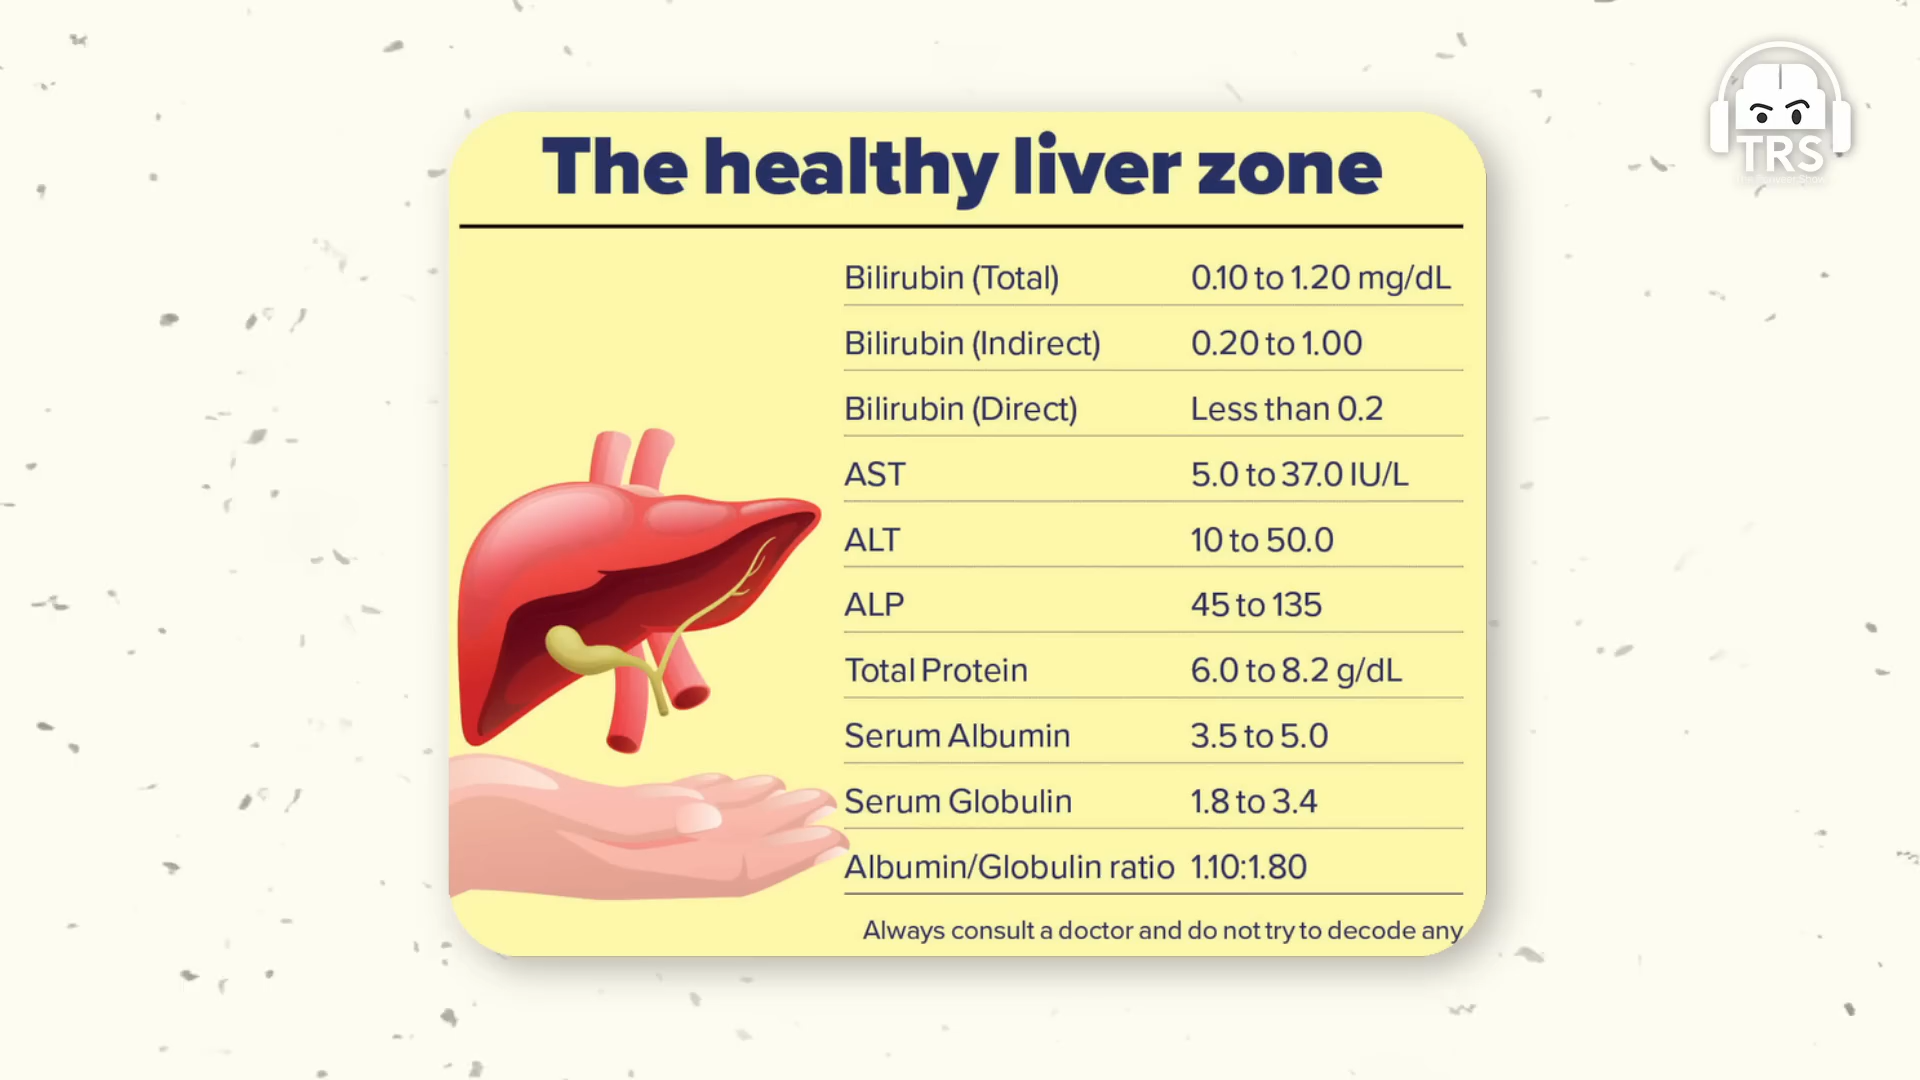 The healthy liver zone
Bilirubin (Total) 0.10 to 1.20 mg/dL
Bilirubin (Indirect) 0.20 to 1.00
Bilirubin (Direct) Less than 0.2
AST 5.0 to 37.0 IU/L
ALT 10 to 50.0
ALP 45 to 135
Total Protein 6.0 to 8.2 g/dL
Serum Albumin 3.5 to 5.0
Serum Globulin 1.8 to 3.4
Albumin/Globulin ratio 1.10:1.80
Always consult a doctor and do not try to decode any
TRS